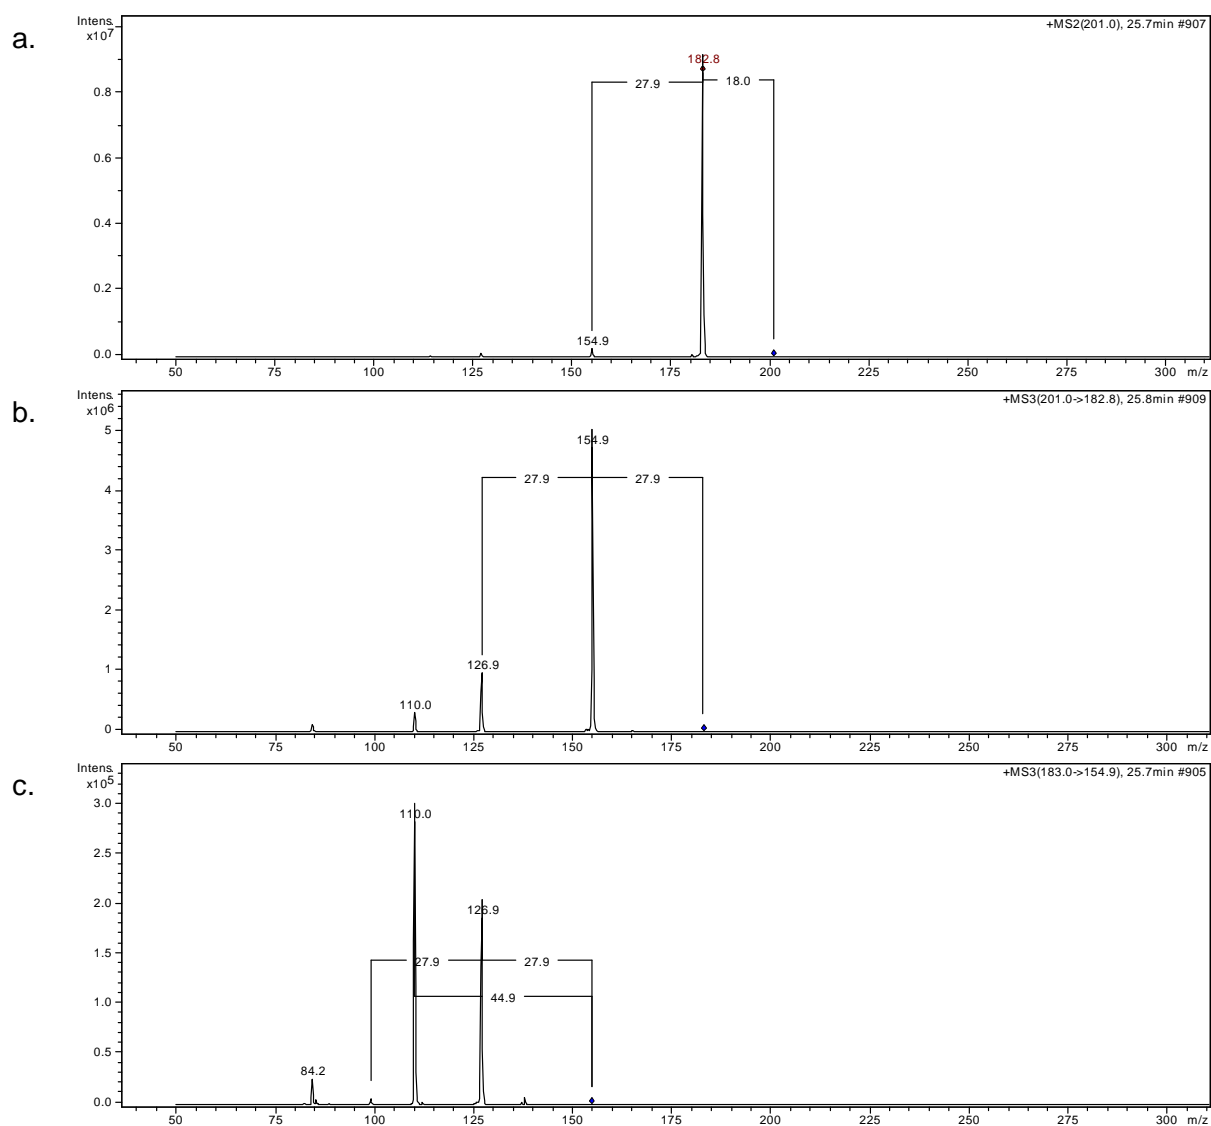 a.
Intens.
x10⁷
+MS2(201.0), 25.7min #907
182.8
27.9
18.0
0.8
0.6
0.4
0.2
154.9
0.0
50 75 100 125 150 175 200 225 250 275 300 m/z
b.
Intens.
x10⁶
+MS3(201.0->182.8), 25.8min #909
5
154.9
27.9 27.9
4
3
2
1
126.9
110.0
0
50 75 100 125 150 175 200 225 250 275 300 m/z
c.
Intens.
x10⁵
+MS3(183.0->154.9), 25.7min #905
3.0
110.0
2.5
2.0
126.9
1.5
27.9 27.9
1.0
44.9
0.5
84.2
0.0
50 75 100 125 150 175 200 225 250 275 300 m/z